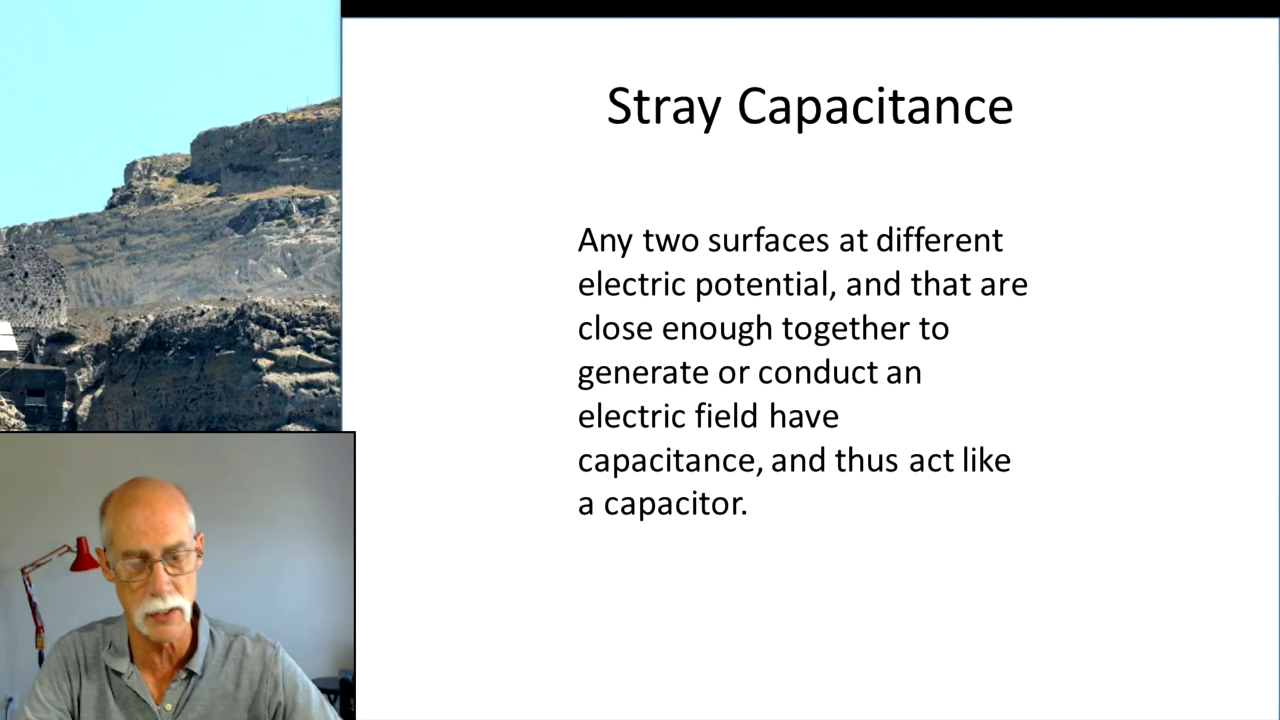 Stray Capacitance
Any two surfaces at different
electric potential, and that are
close enough together to
generate or conduct an
electric field have
capacitance, and thus act like
a capacitor.